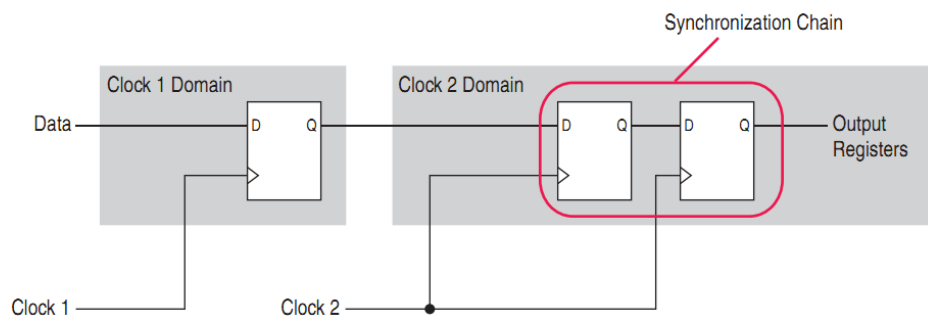 Synchronization Chain
Clock 1 Domain
Clock 2 Domain
Data
D
Q
D
Q
D
Q
Output
Registers
Clock 1
Clock 2